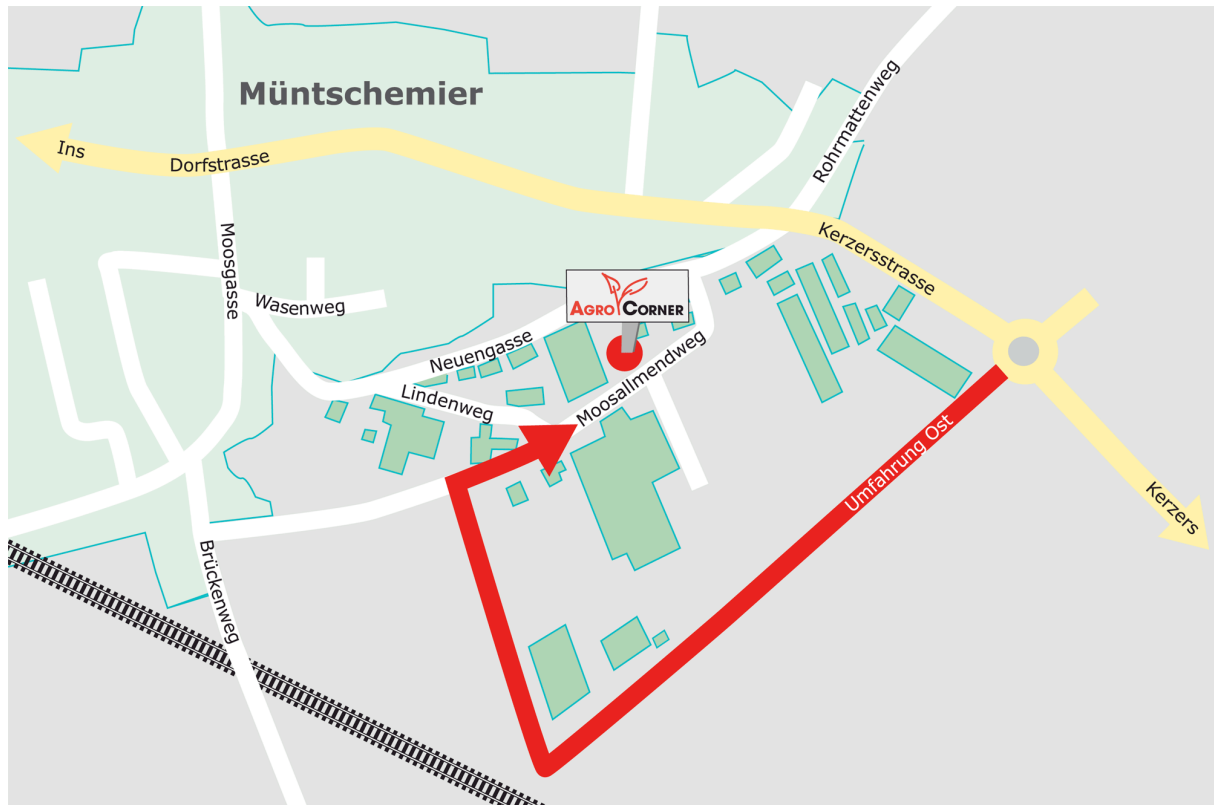 Müntschemier
Ins
Dorfstrasse
Rohrmattenweg
Moosgasse
Kerzersstrasse
Wasenweg
AGRO CORNER
Neuengasse
Moosallmendweg
Lindenweg
Umfahrung Ost
Kerzers
Brückenweg